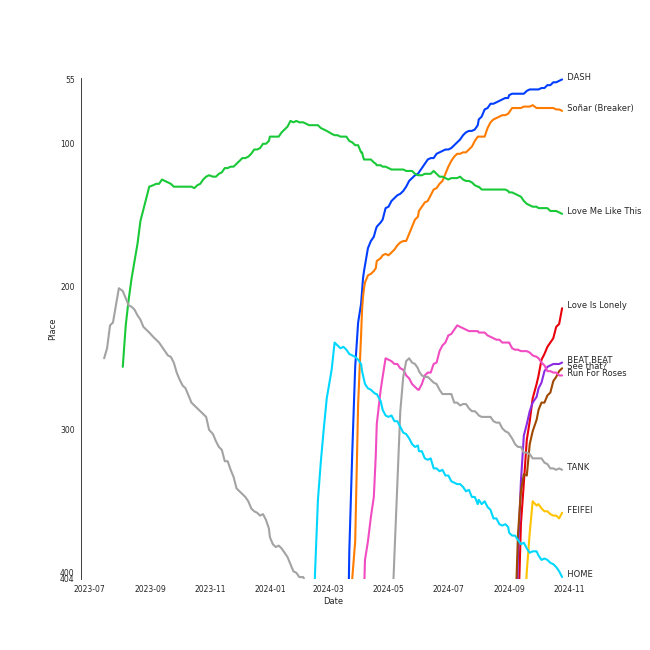 55
DASH
Soñar (Breaker)
100
Love Me Like This
200
Love Is Lonely
Place
BEAT BEAT
See that?
Run For Roses
300
TANK
FEIFEI
400
HOME
404
2023-07 2023-09 2023-11 2024-01 2024-03 2024-05 2024-07 2024-09 2024-11
Date